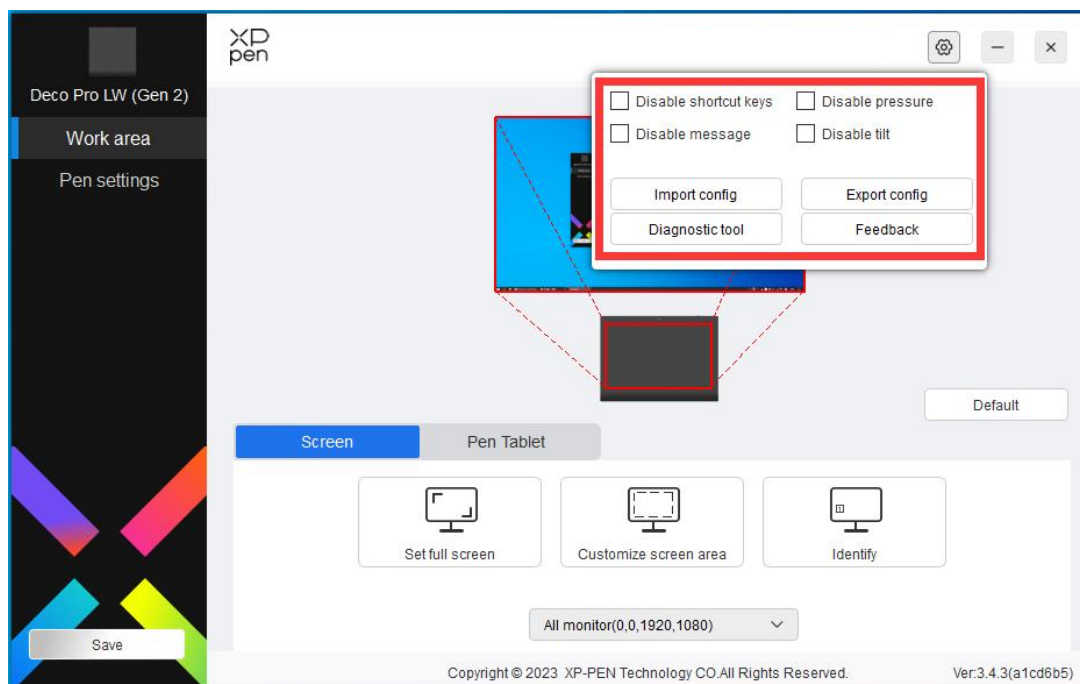 XP
pen
Deco Pro LW (Gen 2)
Work area
Pen settings
Disable shortcut keys
Disable pressure
Disable message
Disable tilt
Import config
Export config
Diagnostic tool
Feedback
Default
Screen
Pen Tablet
Set full screen
Customize screen area
Identify
All monitor(0,0,1920,1080)
Save
Copyright © 2023 XP-PEN Technology CO.All Rights Reserved.
Ver:3.4.3(a1cd6b5)